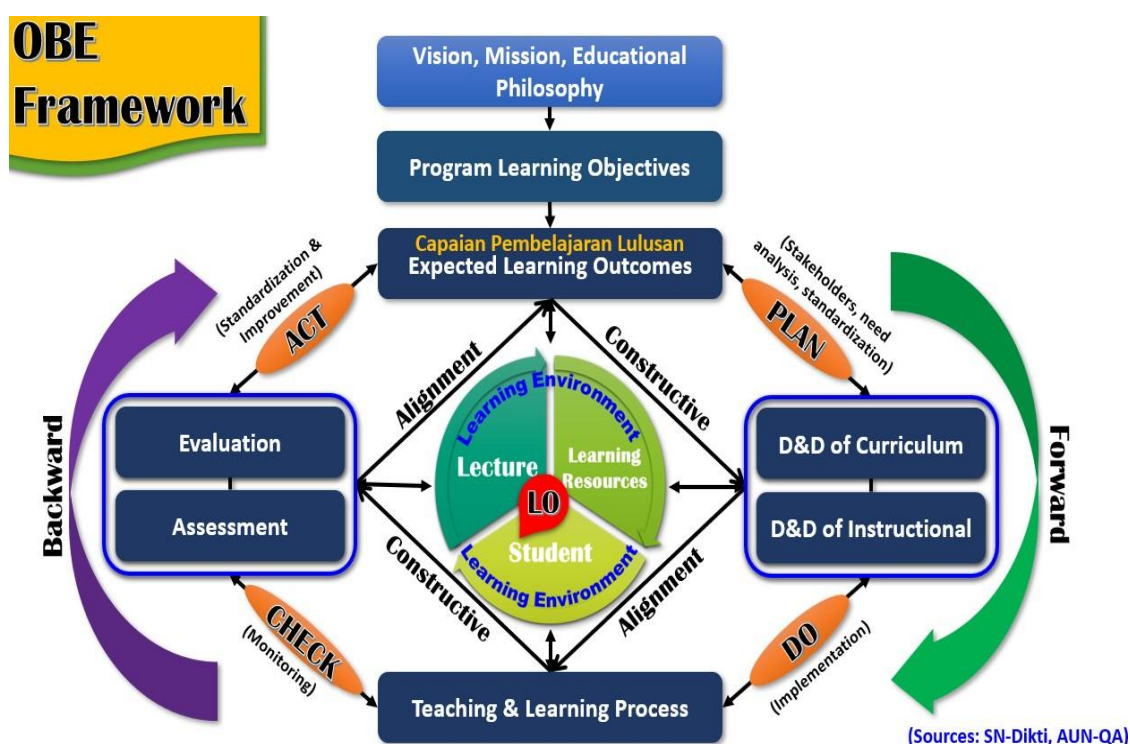 OBE
Framework
Vision, Mission, Educational
Philosophy
Program Learning Objectives
Capaian Pembelajaran Lulusan
Expected Learning Outcomes
(Standardization &
Improvement)
ACT
(Stakeholders, need
analysis, standardization)
PLAN
Alignment
Constructive
Backward
Evaluation
Assessment
Learning Environment
Lecture
Learning
Resources
LO
Student
Learning Environment
D&D of Curriculum
D&D of Instructional
Forward
Constructive
Alignment
CHECK
(Monitoring)
DO
(Implementation)
Teaching & Learning Process
(Sources: SN-Dikti, AUN-QA)